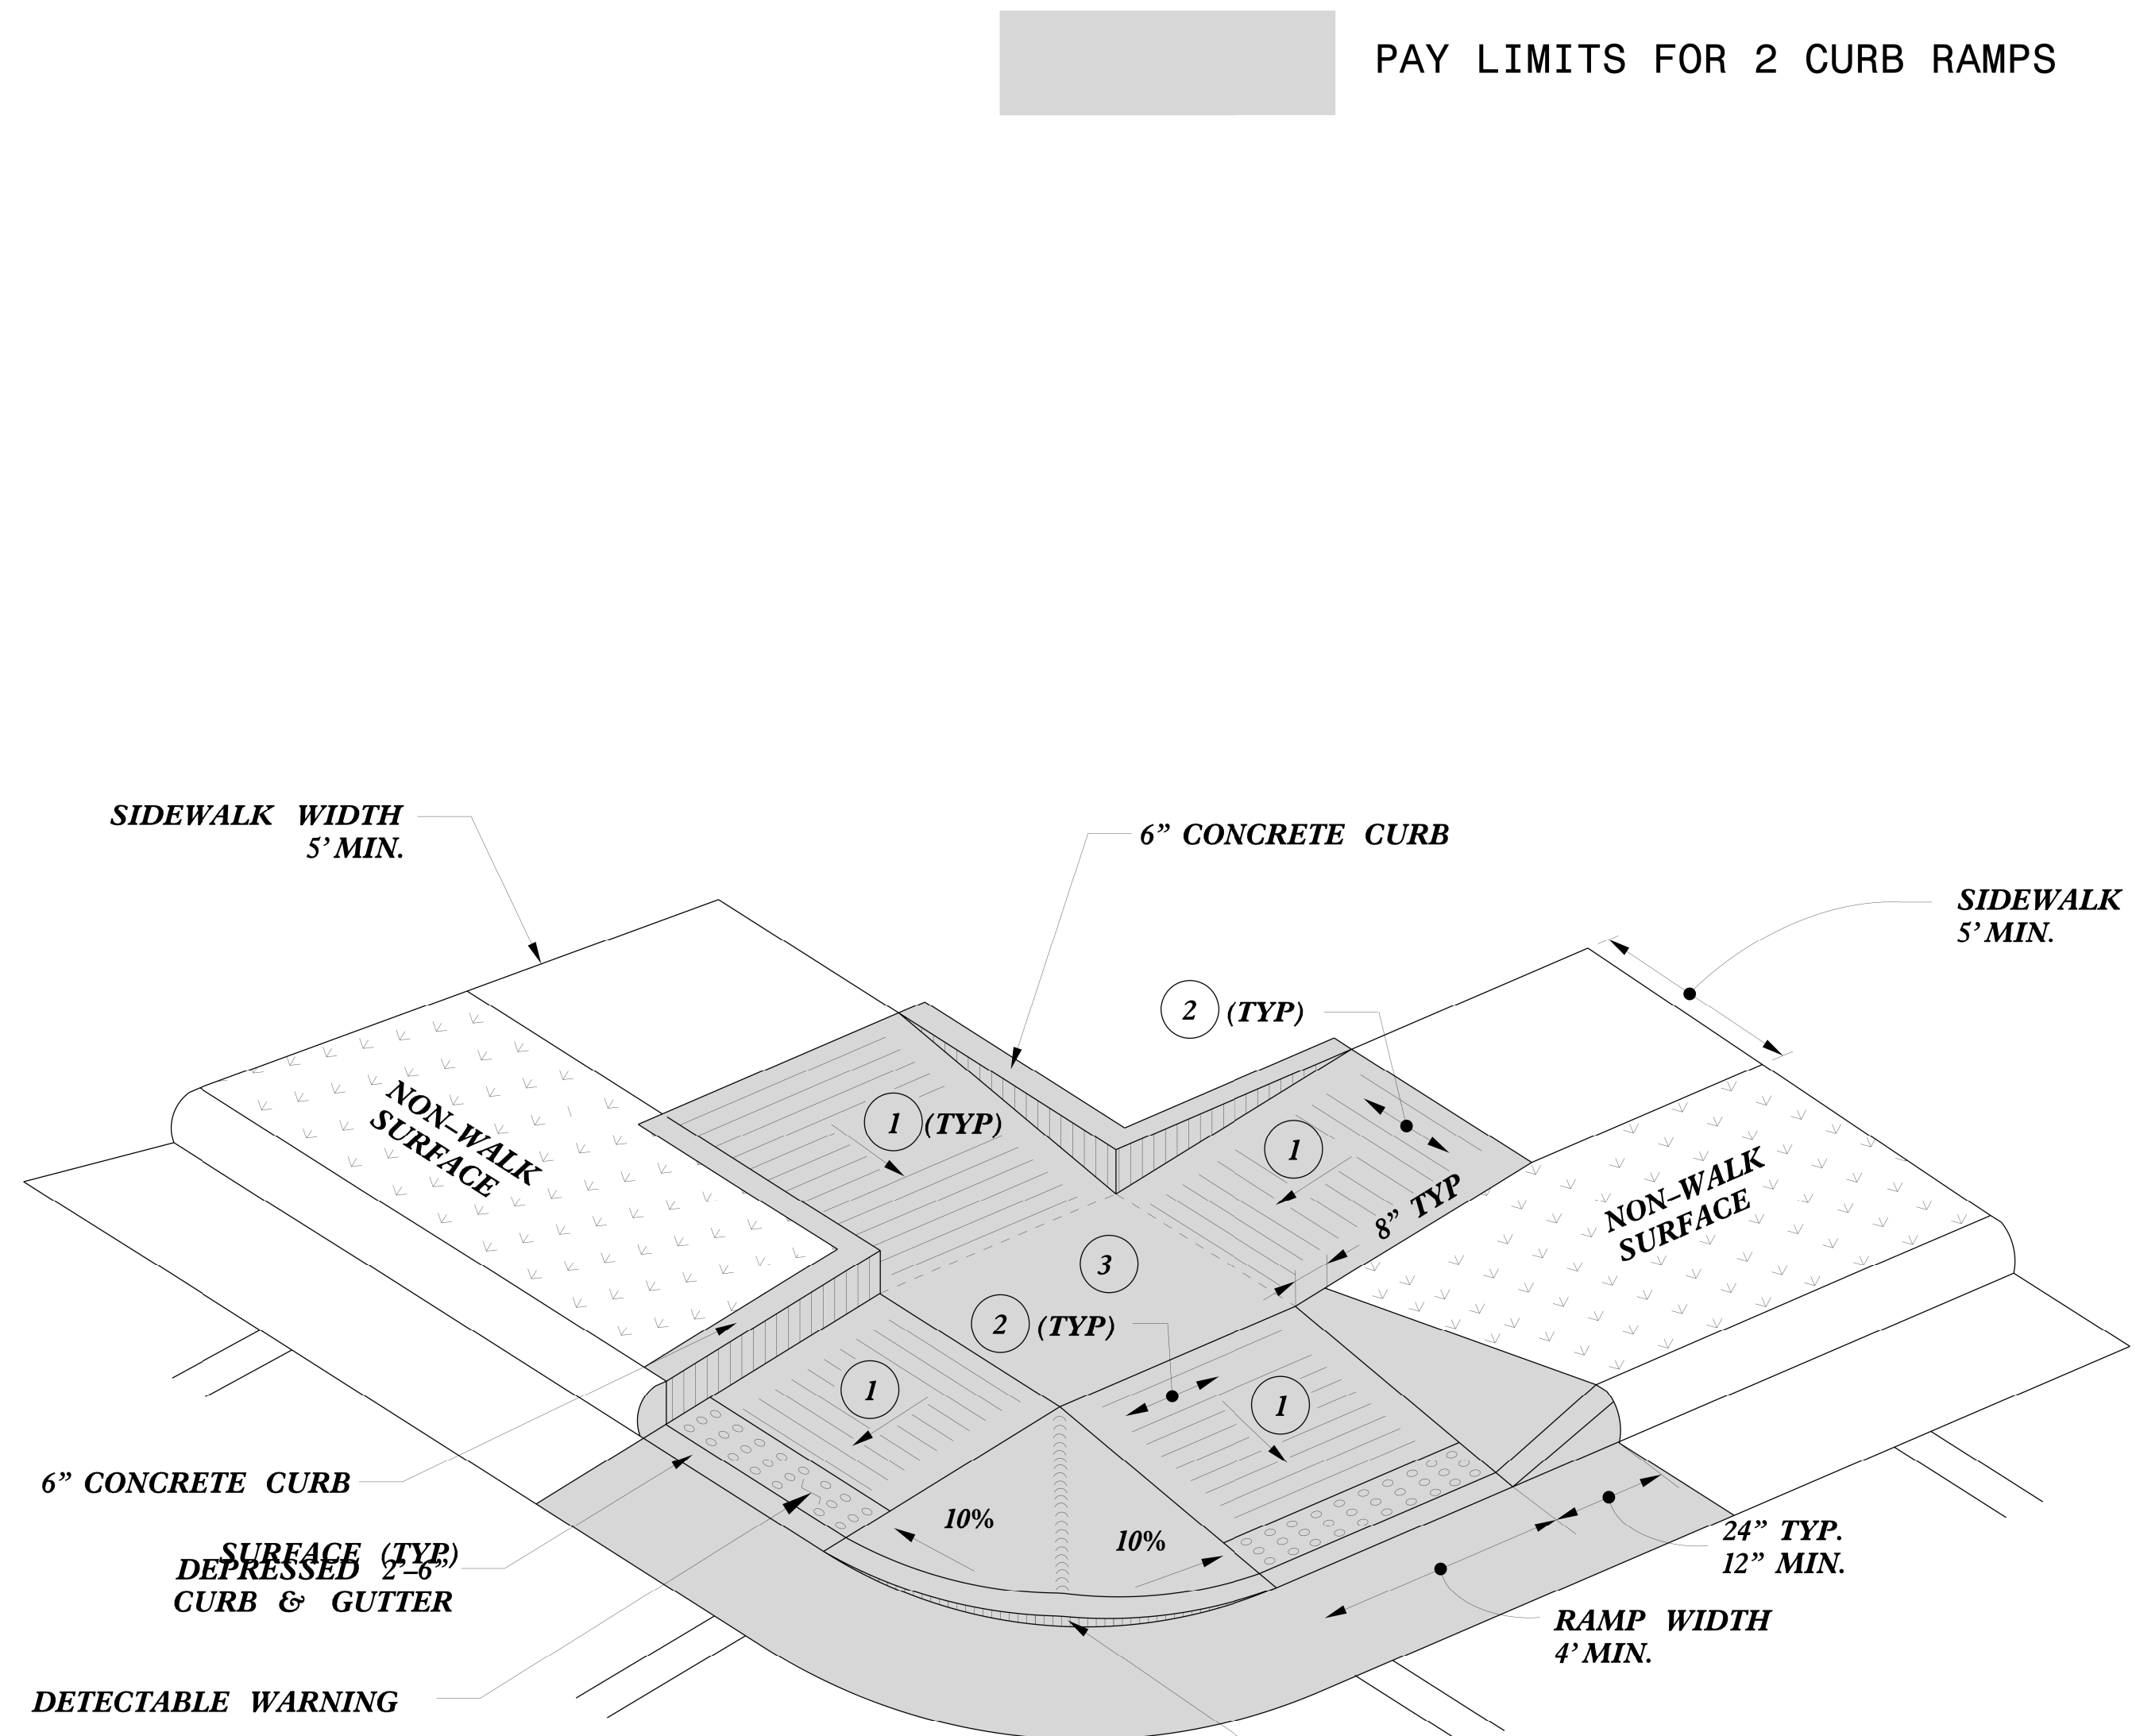 PAY LIMITS FOR 2 CURB RAMPS
SIDEWALK WIDTH
5' MIN.
6" CONCRETE CURB
SIDEWALK
5' MIN.
2 (TYP)
NON-WALK
SURFACE
1 (TYP)
1
8" TYP
NON-WALK
SURFACE
3
2 (TYP)
1
1
6" CONCRETE CURB
10%
10%
SURFACE (TYP)
DEPRESSED 2'-6"
CURB & GUTTER
24" TYP.
12" MIN.
RAMP WIDTH
4' MIN.
DETECTABLE WARNING